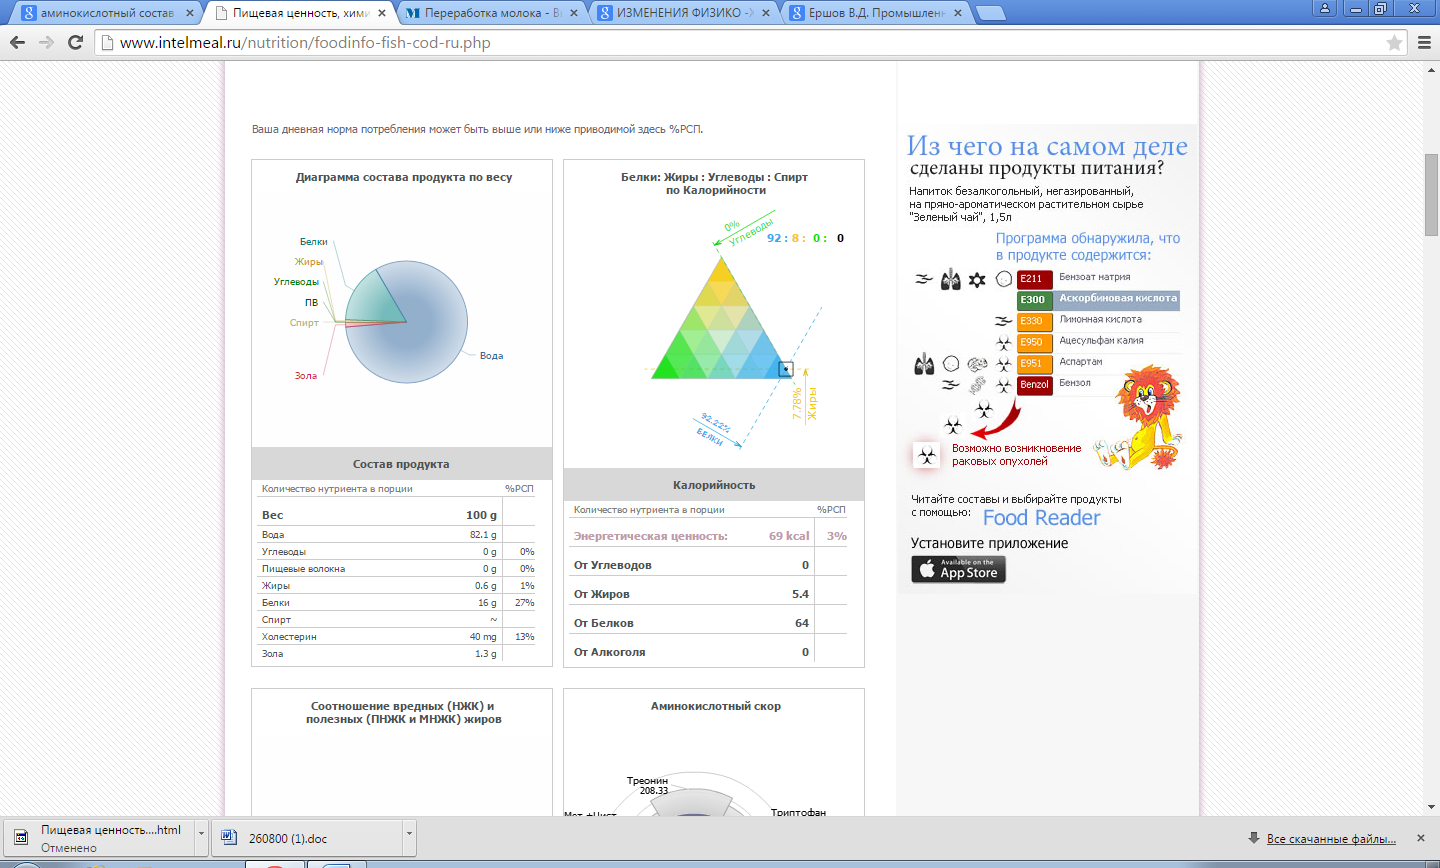 аминокислотный состав
Пищевая ценность, хими
Переработка молока - Вы
ИЗМЕНЕНИЯ ФИЗИКО -Х
Ершов В.Д. Промышленн
www.intelmeal.ru/nutrition/foodinfo-fish-cod-ru.php
Ваша дневная норма потребления может быть выше или ниже приводимой здесь %РСП.
Диаграмма состава продукта по весу
Белки
Жиры
Углеводы
ПВ
Спирт
Вода
Зола
Состав продукта
Количество нутриента в порции %РСП
Вес 100 g
Вода 82.1 g
Углеводы 0 g 0%
Пищевые волокна 0 g 0%
Жиры 0.6 g 1%
Белки 16 g 27%
Спирт ~
Холестерин 40 mg 13%
Зола 1.3 g
Белки: Жиры : Углеводы : Спирт
по Калорийности
0%
Углеводы
92 : 8 : 0 : 0
7.78%
Жиры
92.22%
БЕЛКИ
Калорийность
Количество нутриента в порции %РСП
Энергетическая ценность: 69 kcal 3%
От Углеводов 0
От Жиров 5.4
От Белков 64
От Алкоголя 0
Соотношение вредных (НЖК) и
полезных (ПНЖК и МНЖК) жиров
Аминокислотный скор
Треонин
208.33
Мет.+Цист
Триптофан
Из чего на самом деле
сделаны продукты питания?
Напиток безалкогольный, негазированный,
на пряно-ароматическом растительном сырье
"Зеленый чай", 1,5л
Программа обнаружила, что
в продукте содержится:
E211 Бензоат натрия
E300 Аскорбиновая кислота
E330 Лимонная кислота
E950 Ацесульфам калия
E951 Аспартам
Benzol Бензол
Возможно возникновение
раковых опухолей
Читайте составы и выбирайте продукты
с помощью: Food Reader
Установите приложение
Available on the
App Store
Пищевая ценность....html
Отменено
260800 (1).doc
Все скачанные файлы...